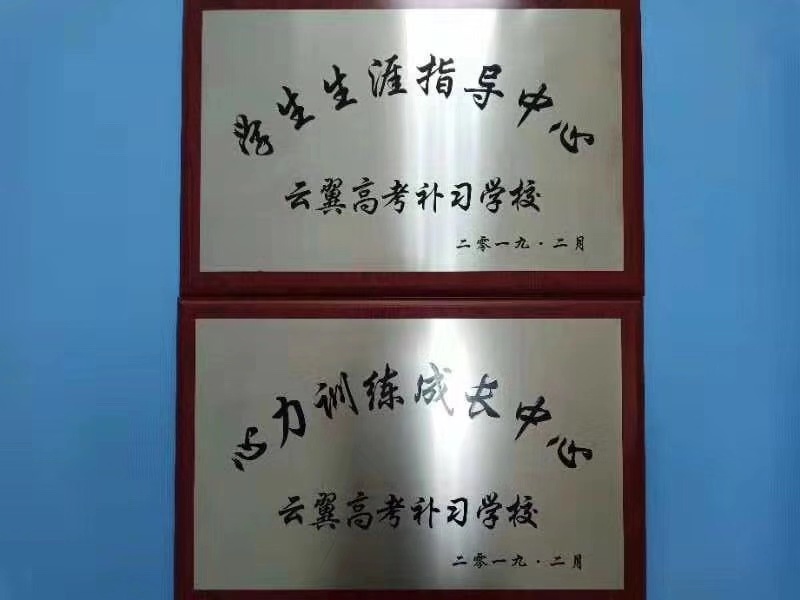 生生涯指导中心
云翼高考补习学校
二零一九·二月
心力训练成长中心
云翼高考补习学校
二零一九·二月